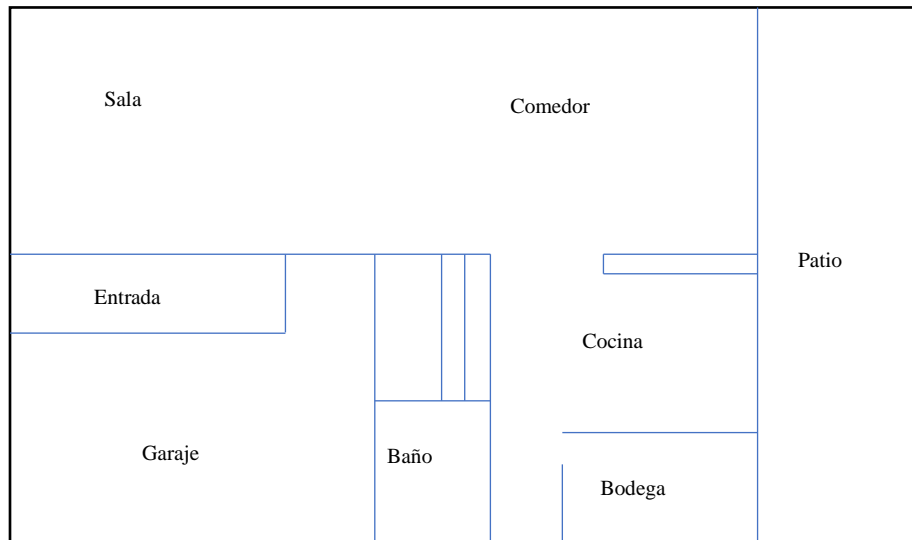 Sala
Comedor
Patio
Entrada
Cocina
Garaje
Baño
Bodega